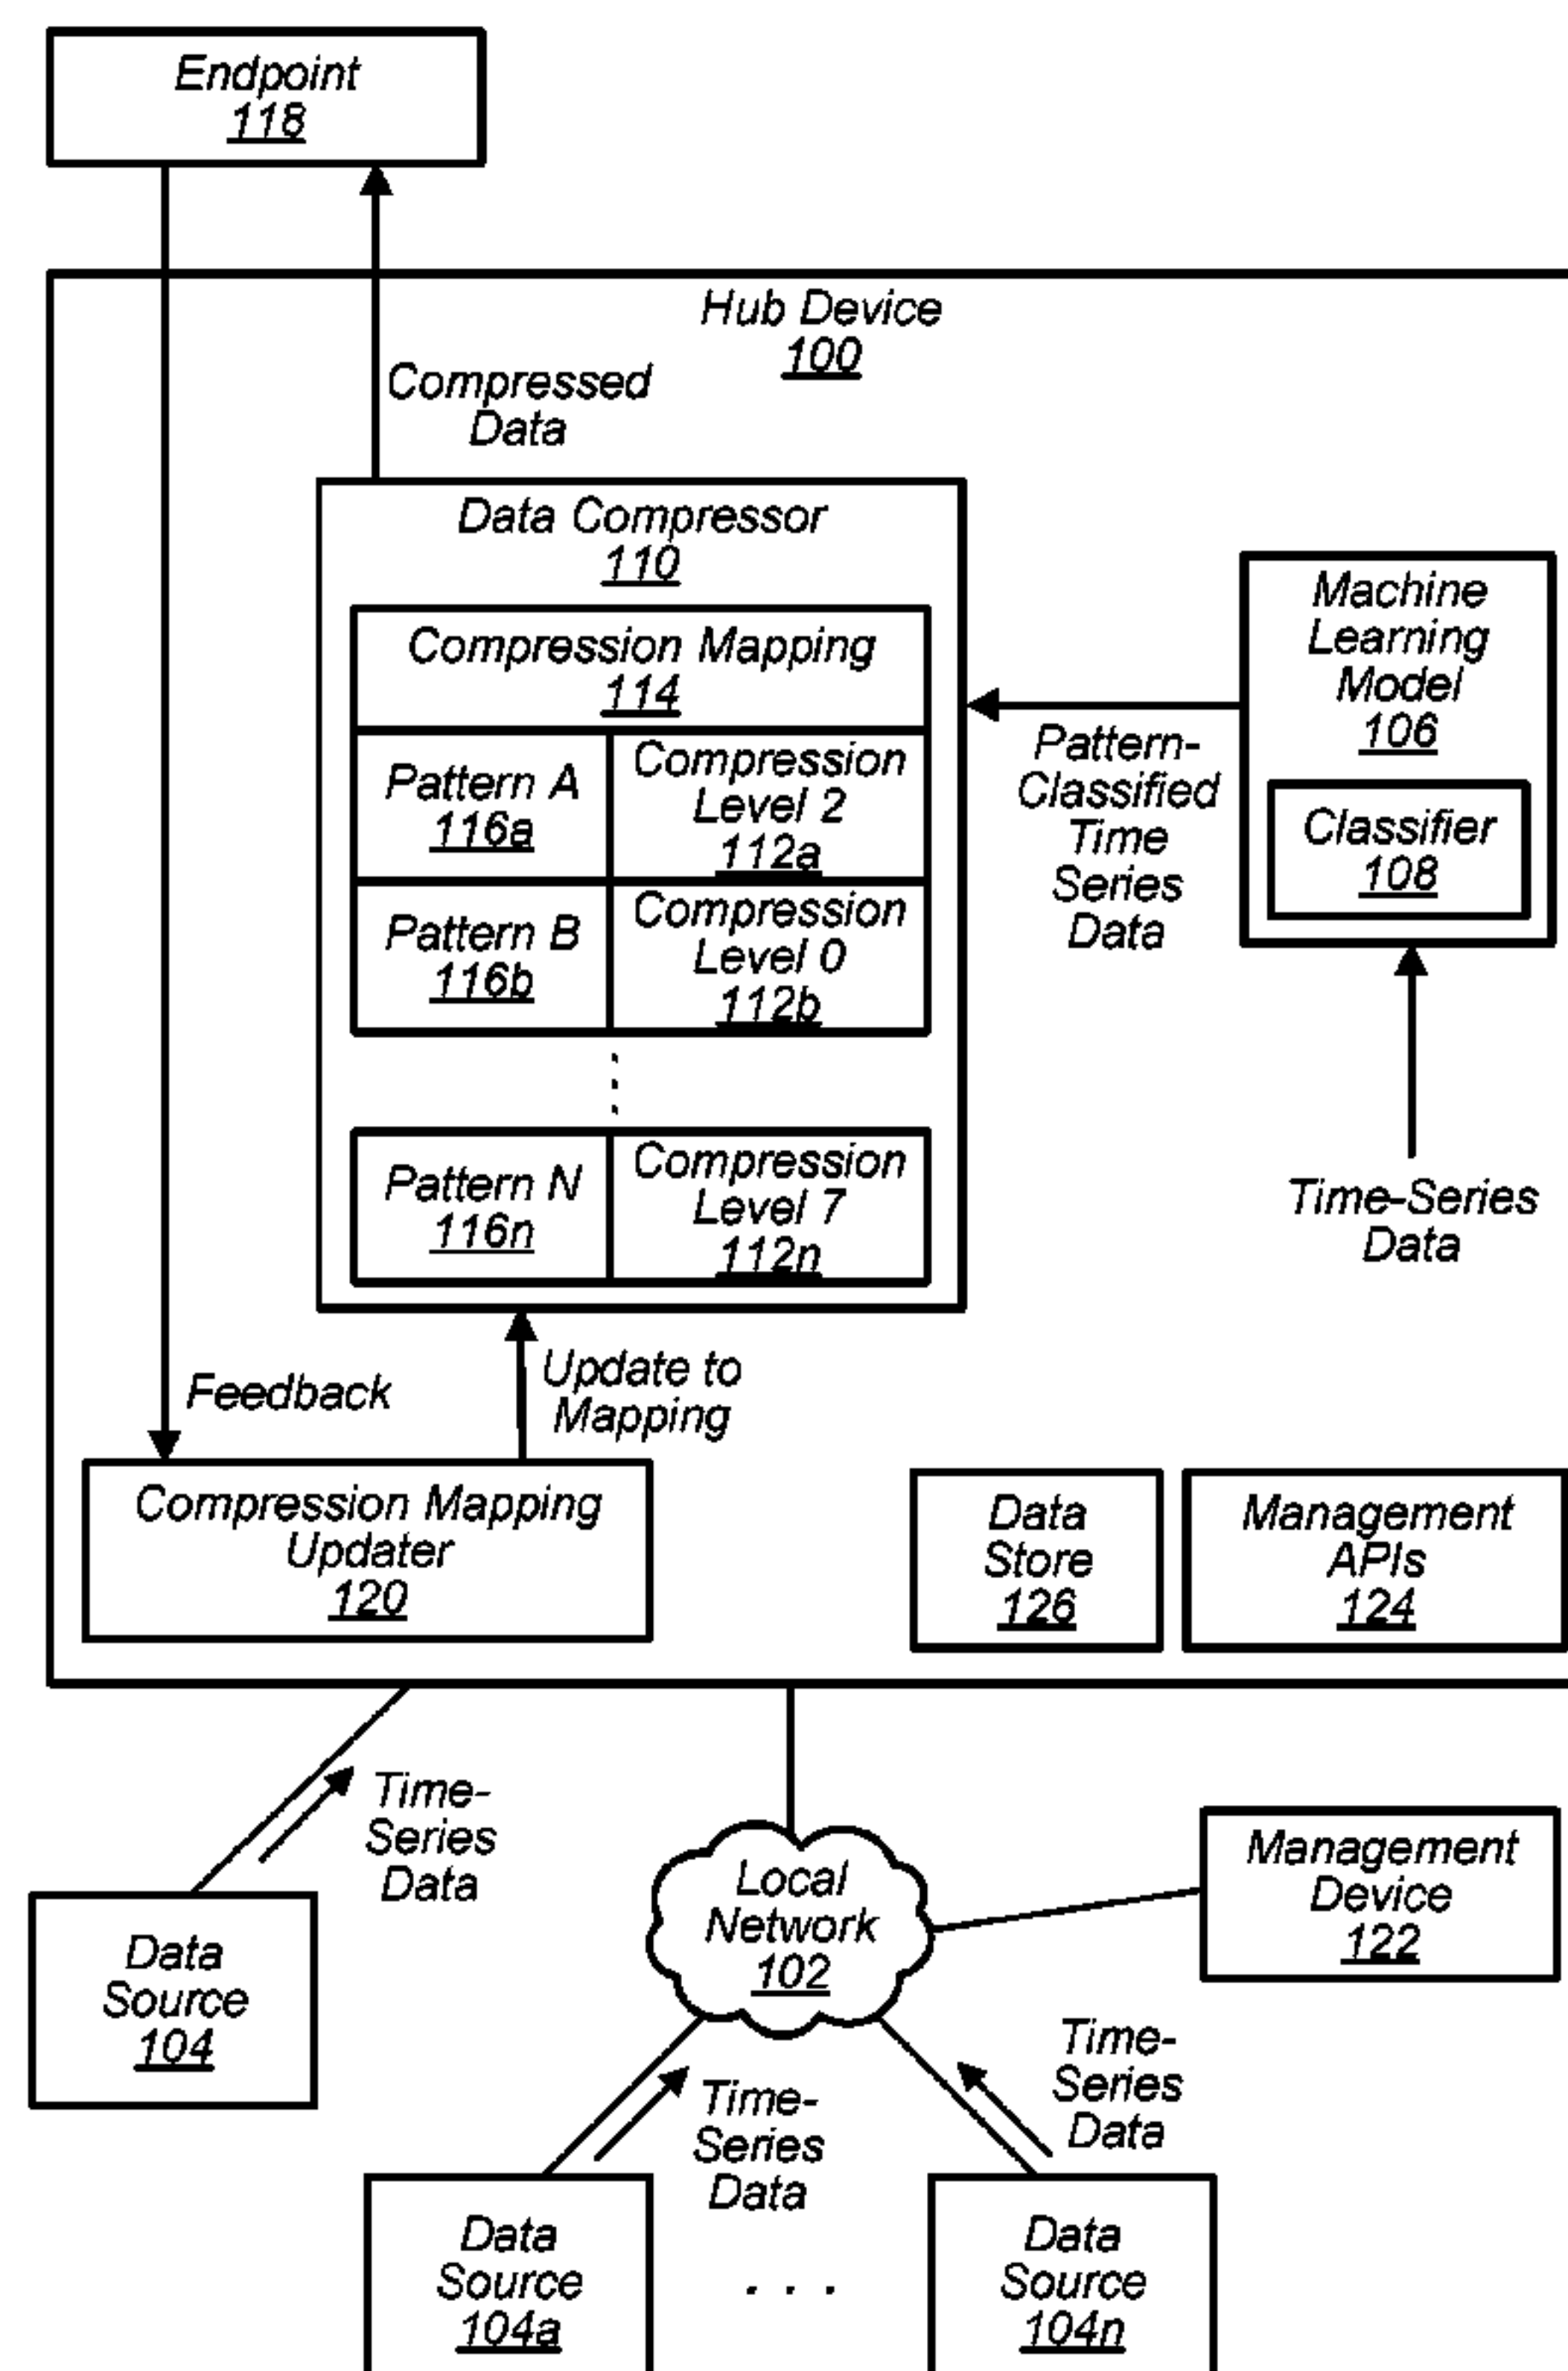 Endpoint
118
Hub Device
100
Compressed
Data
Data Compressor
110
Compression Mapping
114
Pattern A
116a
Compression
Level 2
112a
Pattern B
116b
Compression
Level 0
112b
Pattern N
116n
Compression
Level 7
112n
Pattern-
Classified
Time
Series
Data
Machine
Learning
Model
106
Classifier
108
Time-Series
Data
Feedback
Update to
Mapping
Compression Mapping
Updater
120
Data
Store
126
Management
APIs
124
Time-
Series
Data
Data
Source
104
Local
Network
102
Management
Device
122
Time-
Series
Data
Time-
Series
Data
Data
Source
104a
. . .
Data
Source
104n